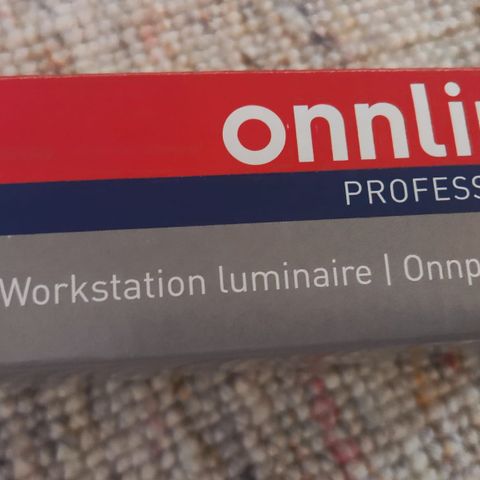 onnli
PROFESS
Workstation luminaire | Onnp